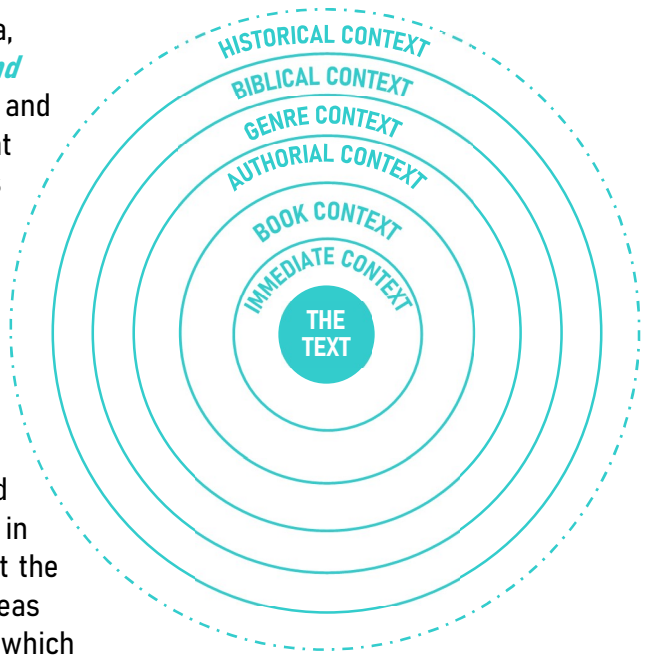 a,
nd
and
HISTORICAL CONTEXT
BIBLICAL CONTEXT
GENRE CONTEXT
AUTHORIAL CONTEXT
BOOK CONTEXT
IMMEDIATE CONTEXT
THE
TEXT
d
in
t the
eas
which